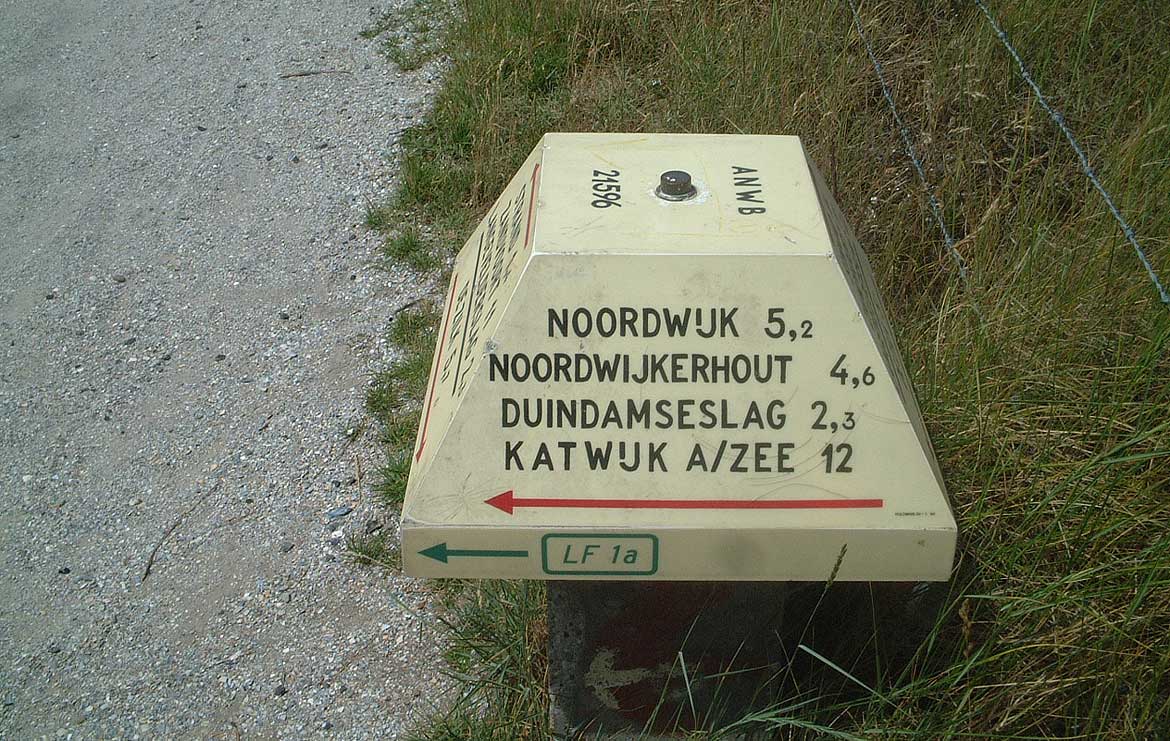 ANWB
21596
NOORDWIJK 5,2
NOORDWIJKERHOUT 4,6
DUINDAMSESLAG 2,3
KATWIJK A/ZEE 12
LF 1a